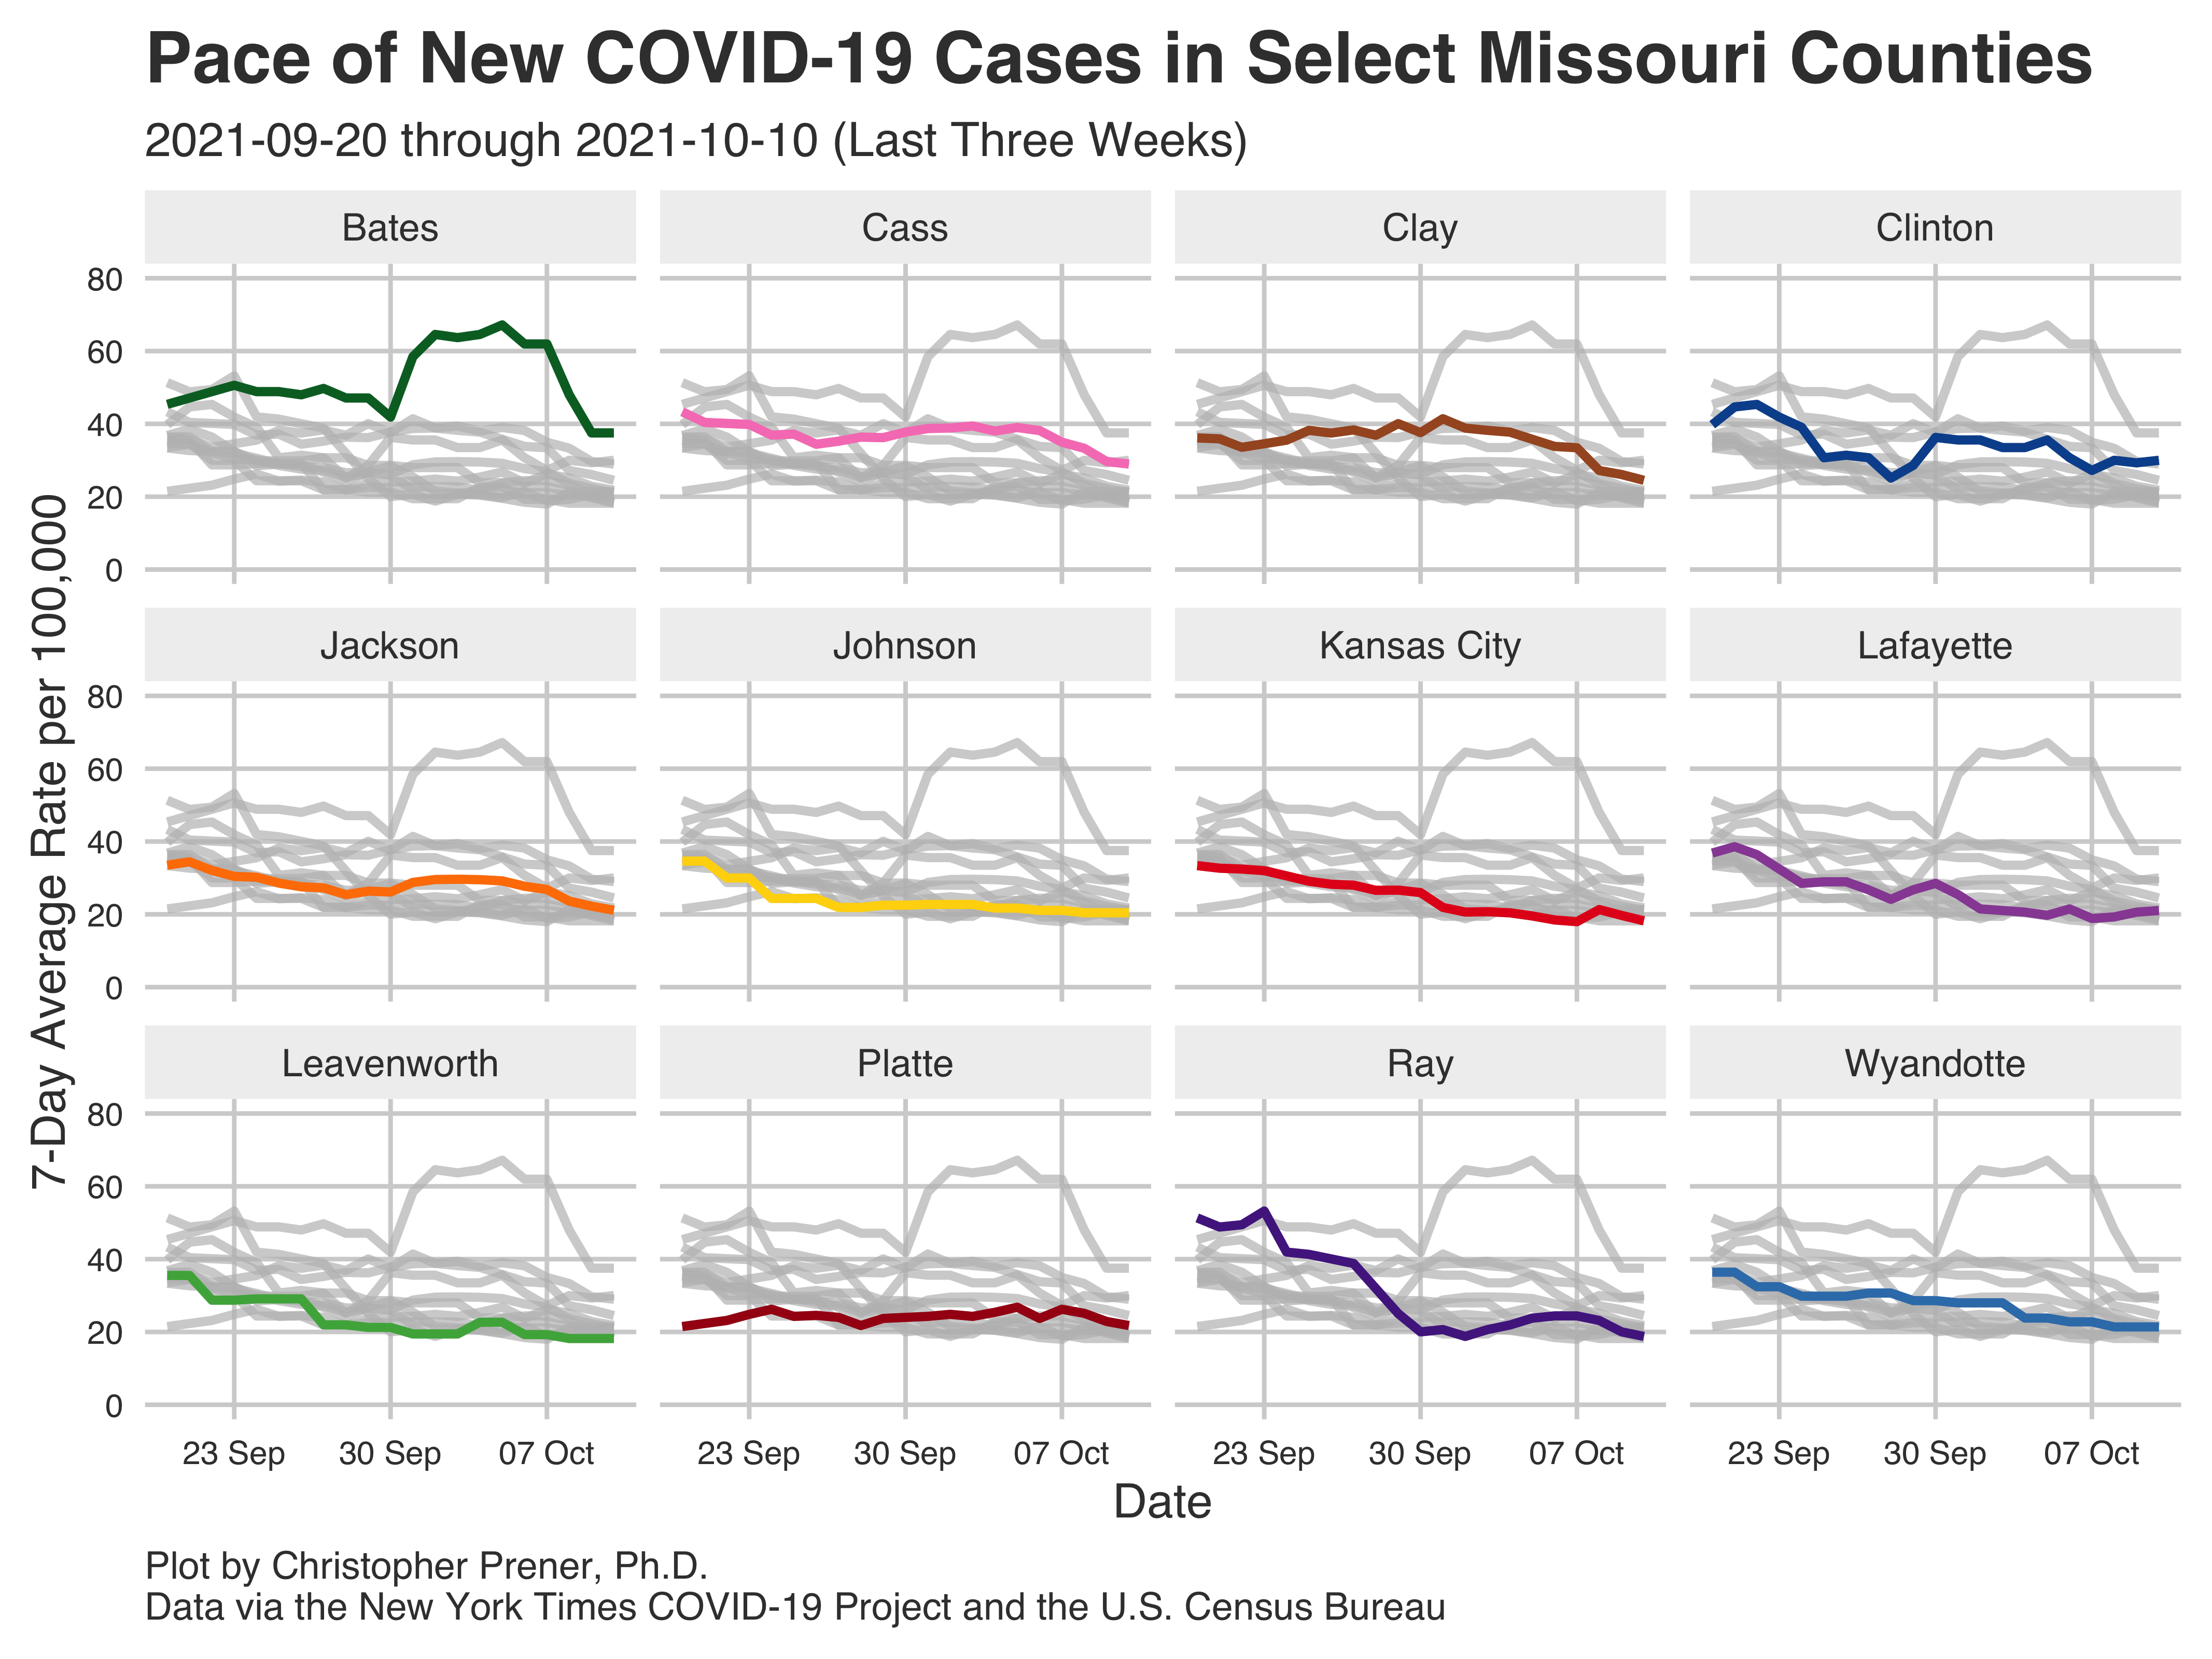 Pace of New COVID-19 Cases in Select Missouri Counties
2021-09-20 through 2021-10-10 (Last Three Weeks)
Bates
Cass
Clay
Clinton
80
60
40
20
0
Jackson
Johnson
Kansas City
Lafayette
80
60
40
20
0
Leavenworth
Platte
Ray
Wyandotte
80
60
40
20
0
7-Day Average Rate per 100,000
23 Sep 30 Sep 07 Oct
23 Sep 30 Sep 07 Oct
23 Sep 30 Sep 07 Oct
23 Sep 30 Sep 07 Oct
Date
Plot by Christopher Prener, Ph.D.
Data via the New York Times COVID-19 Project and the U.S. Census Bureau